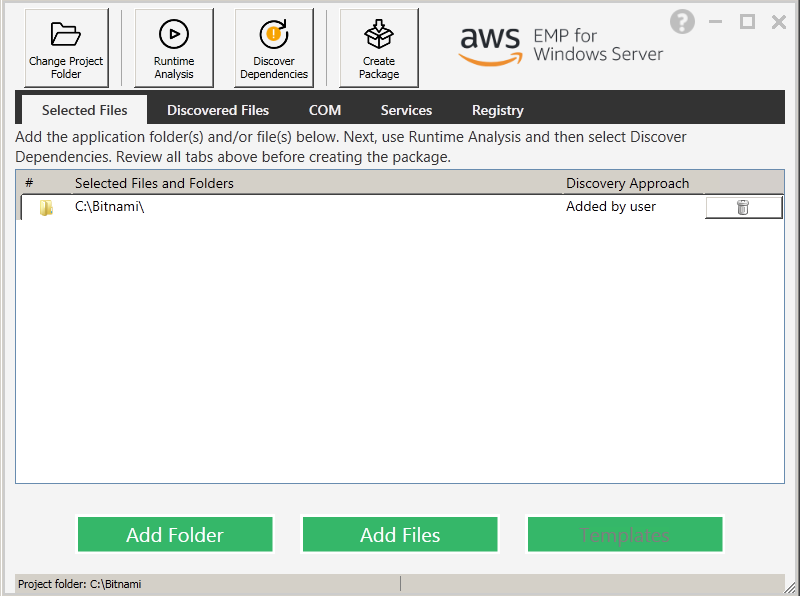 Change Project
Folder
Runtime
Analysis
Discover
Dependencies
Create
Package
aws
EMP for
Windows Server
?
Selected Files
Discovered Files
COM
Services
Registry
Add the application folder(s) and/or file(s) below. Next, use Runtime Analysis and then select Discover
Dependencies. Review all tabs above before creating the package.
# Selected Files and Folders Discovery Approach
C:\Bitnami\ Added by user
Add Folder
Add Files
Templates
Project folder: C:\Bitnami